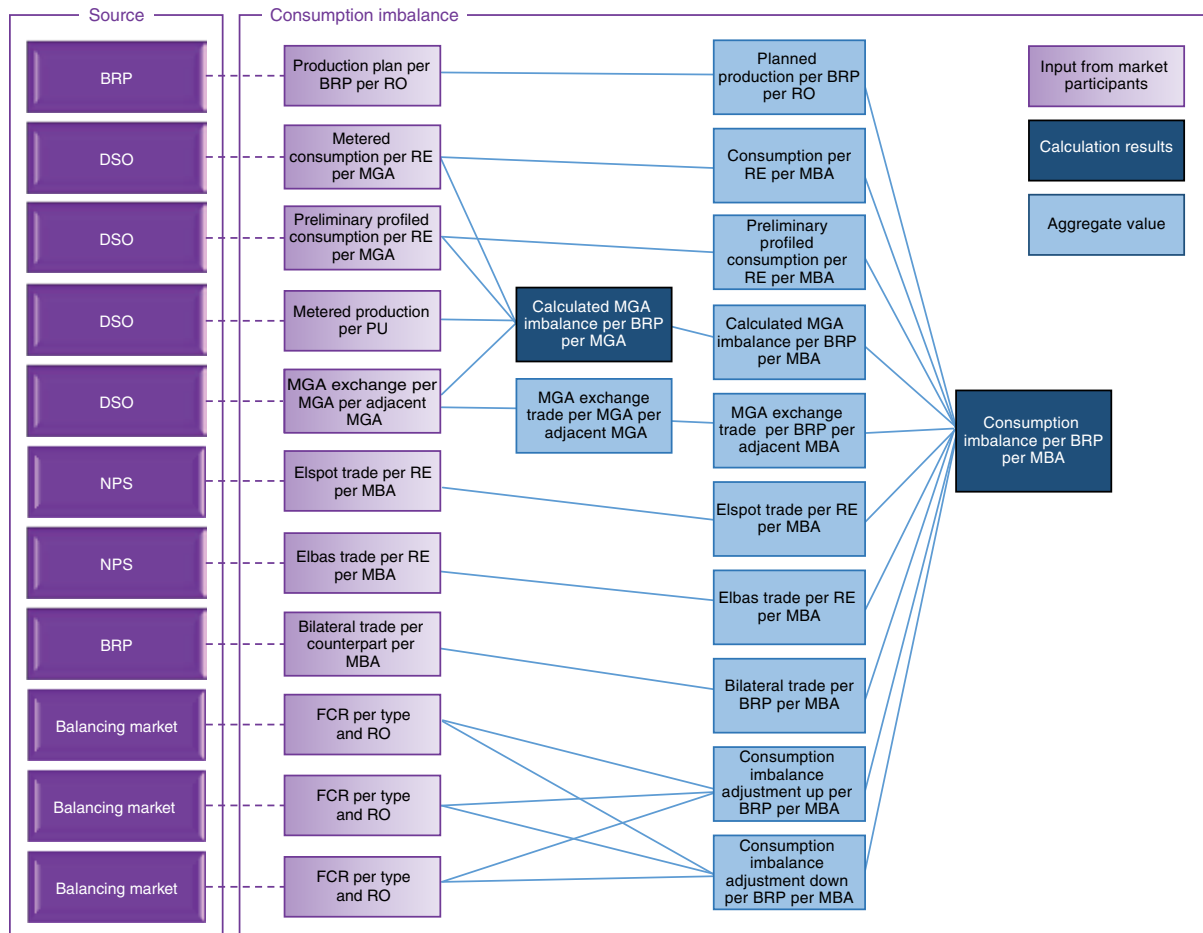 Source
Consumption imbalance
BRP
DSO
DSO
DSO
DSO
NPS
NPS
BRP
Balancing market
Balancing market
Balancing market
Production plan per
BRP per RO
Metered
consumption per RE
per MGA
Preliminary profiled
consumption per RE
per MGA
Metered production
per PU
MGA exchange per
MGA per adjacent
MGA
Elspot trade per RE
per MBA
Elbas trade per RE
per MBA
Bilateral trade per
counterpart per
MBA
FCR per type
and RO
FCR per type
and RO
FCR per type
and RO
Calculated MGA
imbalance per BRP
per MGA
MGA exchange
trade per MGA per
adjacent MGA
Planned
production per BRP
per RO
Consumption per
RE per MBA
Preliminary
profiled
consumption per
RE per MBA
Calculated MGA
imbalance per BRP
per MBA
MGA exchange
trade  per BRP per
adjacent MBA
Elspot trade per RE
per MBA
Elbas trade per RE
per MBA
Bilateral trade per
BRP per MBA
Consumption
imbalance
adjustment up per
BRP per MBA
Consumption
imbalance
adjustment down
per BRP per MBA
Consumption
imbalance per BRP
per MBA
Input from market
participants
Calculation results
Aggregate value